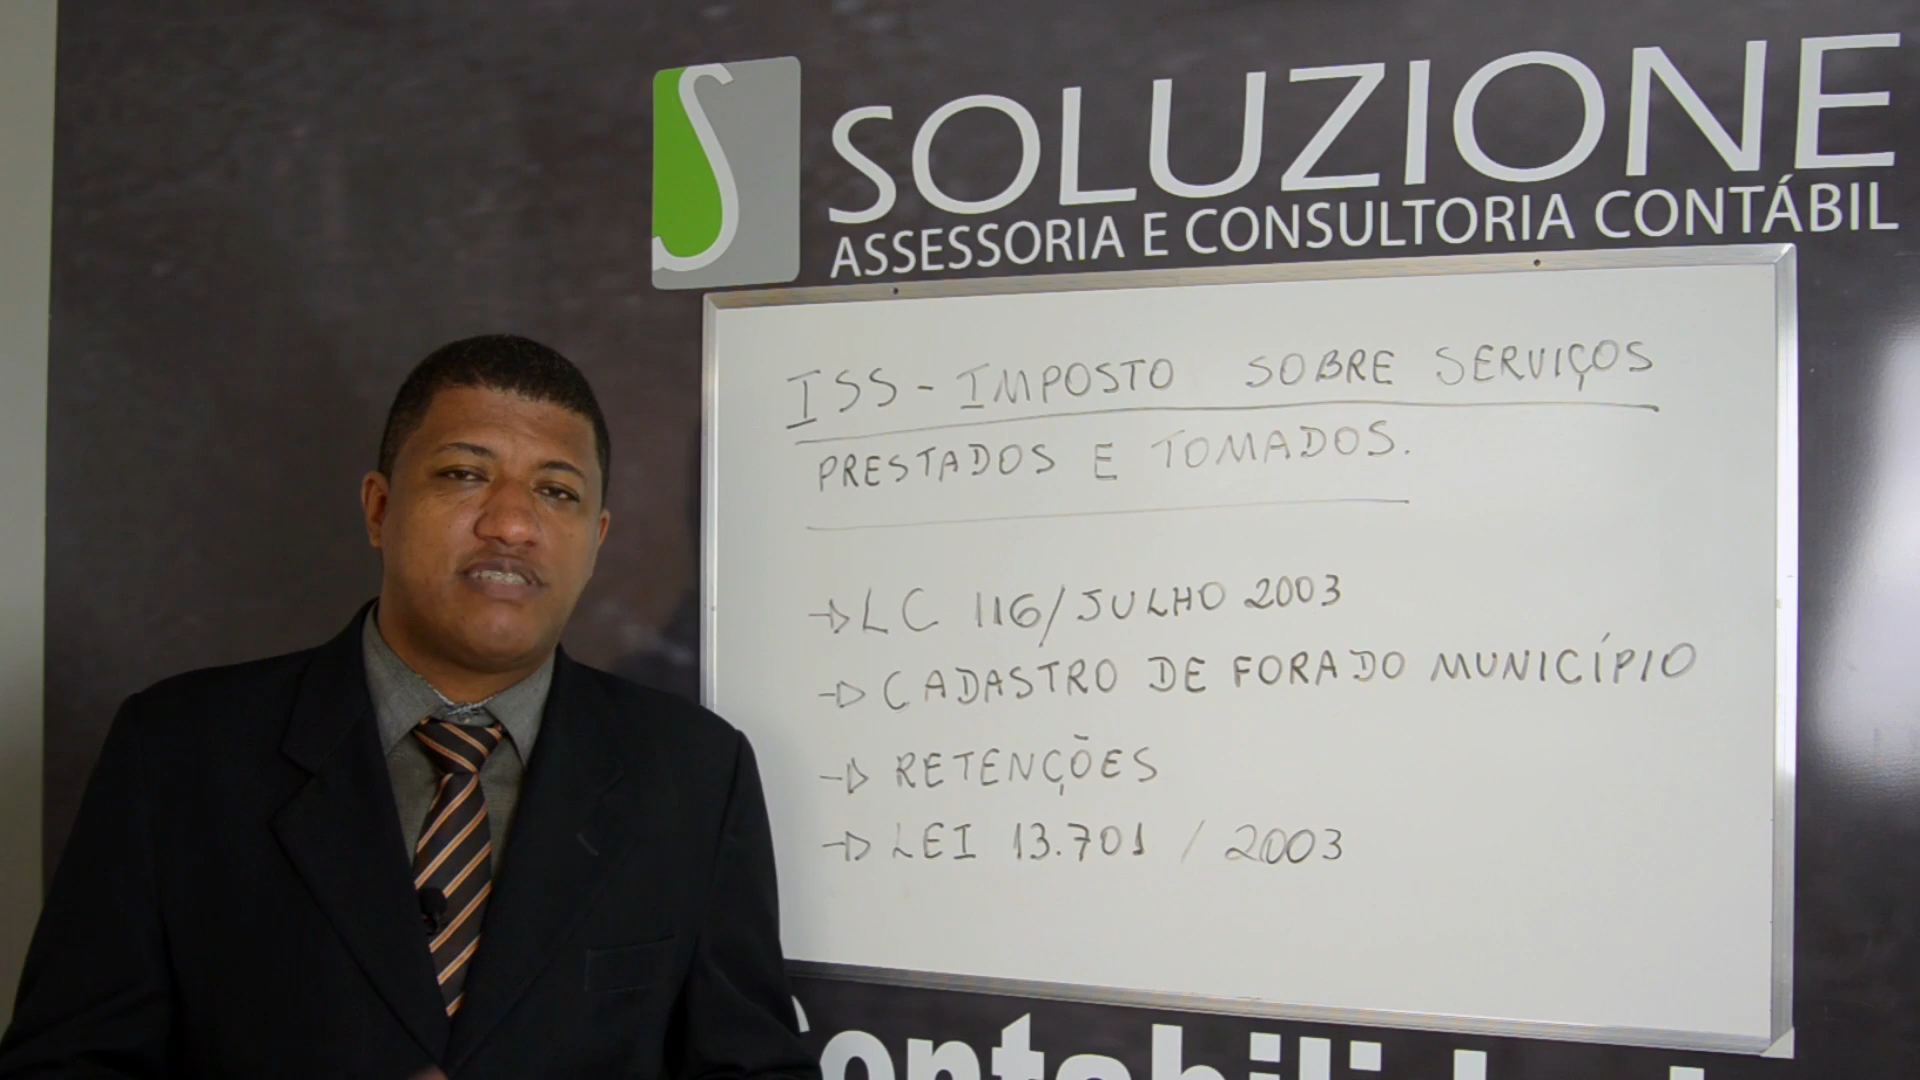 SOLUZIONE
ASSESSORIA E CONSULTORIA CONTÁBIL
ISS - IMPOSTO SOBRE SERVIÇOS
PRESTADOS E TOMADOS.
→ LC 116/JULHO 2003
→ CADASTRO DE FORA DO MUNICÍPIO
→ RETENÇÕES
→ LEI 13.701 / 2003